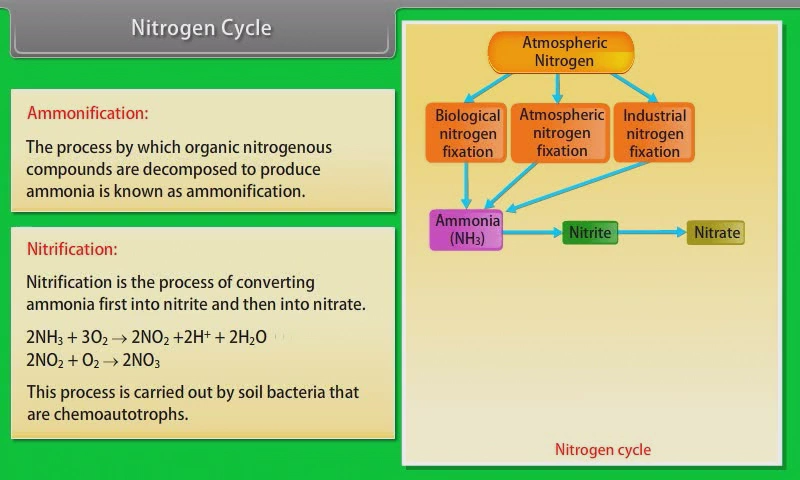 Nitrogen Cycle
Ammonification:
The process by which organic nitrogenous
compounds are decomposed to produce
ammonia is known as ammonification.
Nitrification:
Nitrification is the process of converting
ammonia first into nitrite and then into nitrate.
2NH₃ + 3O₂ → 2NO₂ +2H⁺ + 2H₂O
2NO₂ + O₂ → 2NO₃
This process is carried out by soil bacteria that
are chemoautotrophs.
Atmospheric
Nitrogen
Biological
nitrogen
fixation
Atmospheric
nitrogen
fixation
Industrial
nitrogen
fixation
Ammonia
(NH₃)
Nitrite
Nitrate
Nitrogen cycle